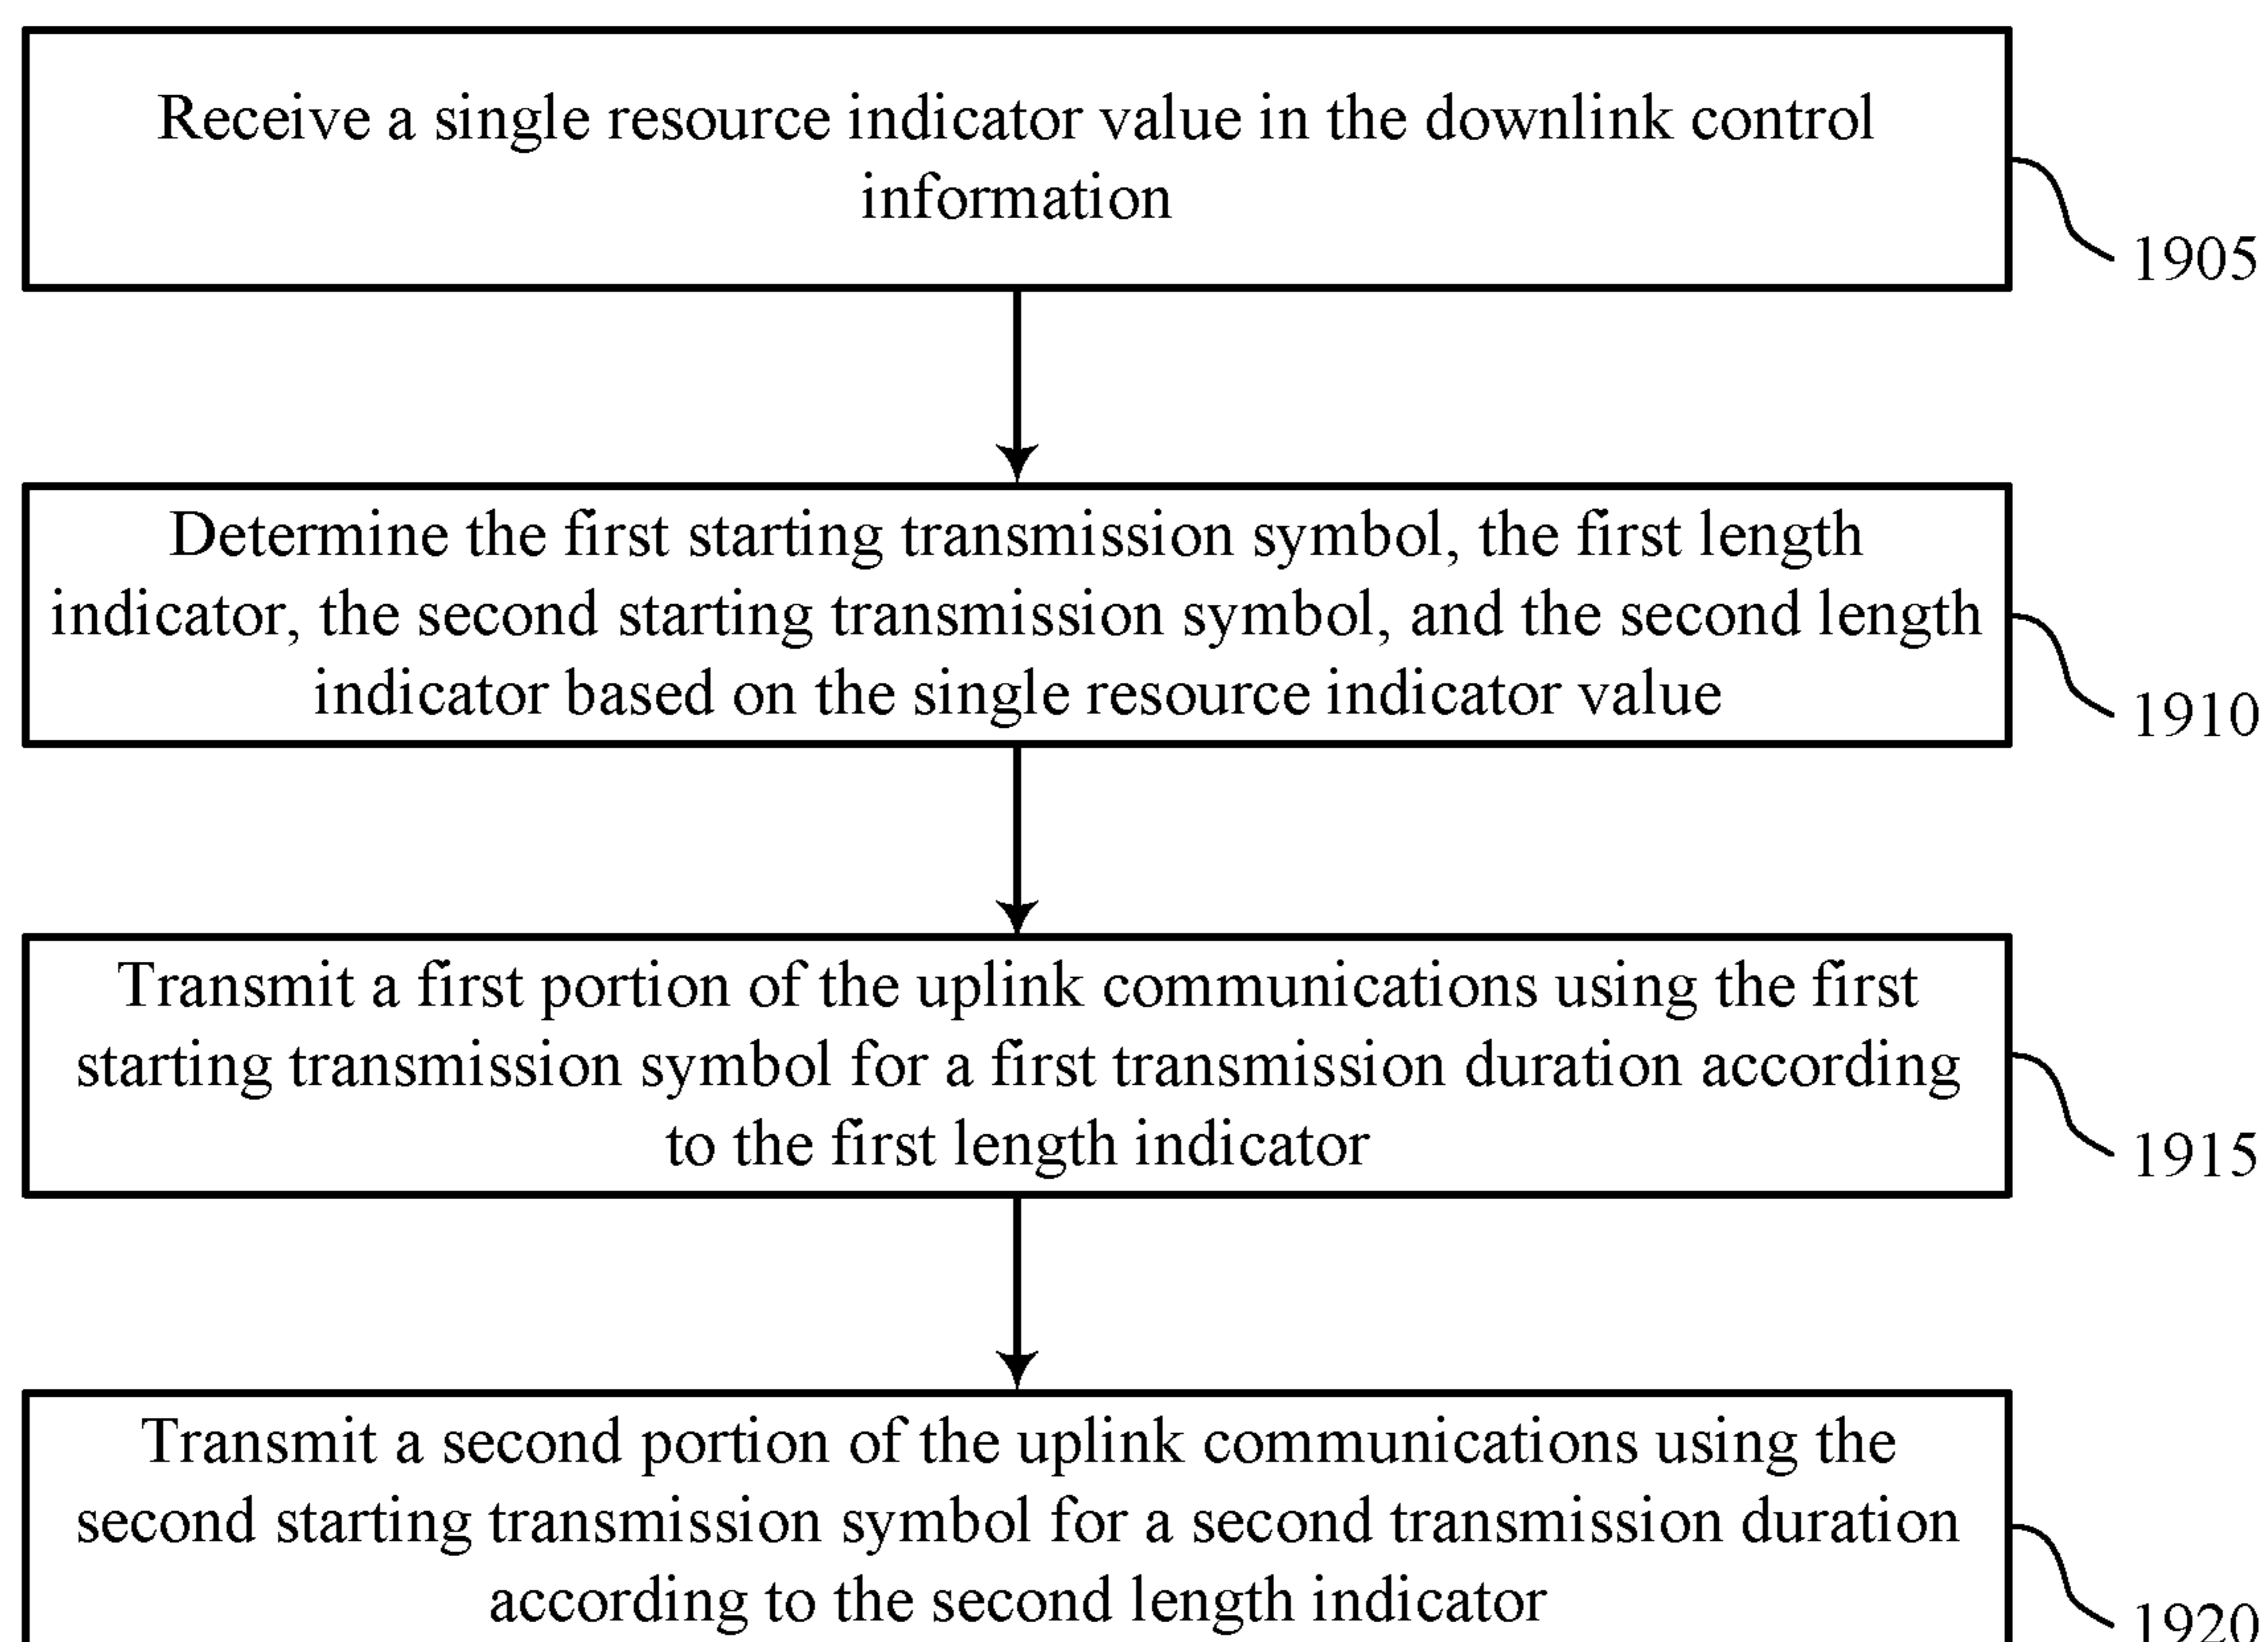 Receive a single resource indicator value in the downlink control
information
1905
Determine the first starting transmission symbol, the first length
indicator, the second starting transmission symbol, and the second length
indicator based on the single resource indicator value
1910
Transmit a first portion of the uplink communications using the first
starting transmission symbol for a first transmission duration according
to the first length indicator
1915
Transmit a second portion of the uplink communications using the
second starting transmission symbol for a second transmission duration
according to the second length indicator
1920